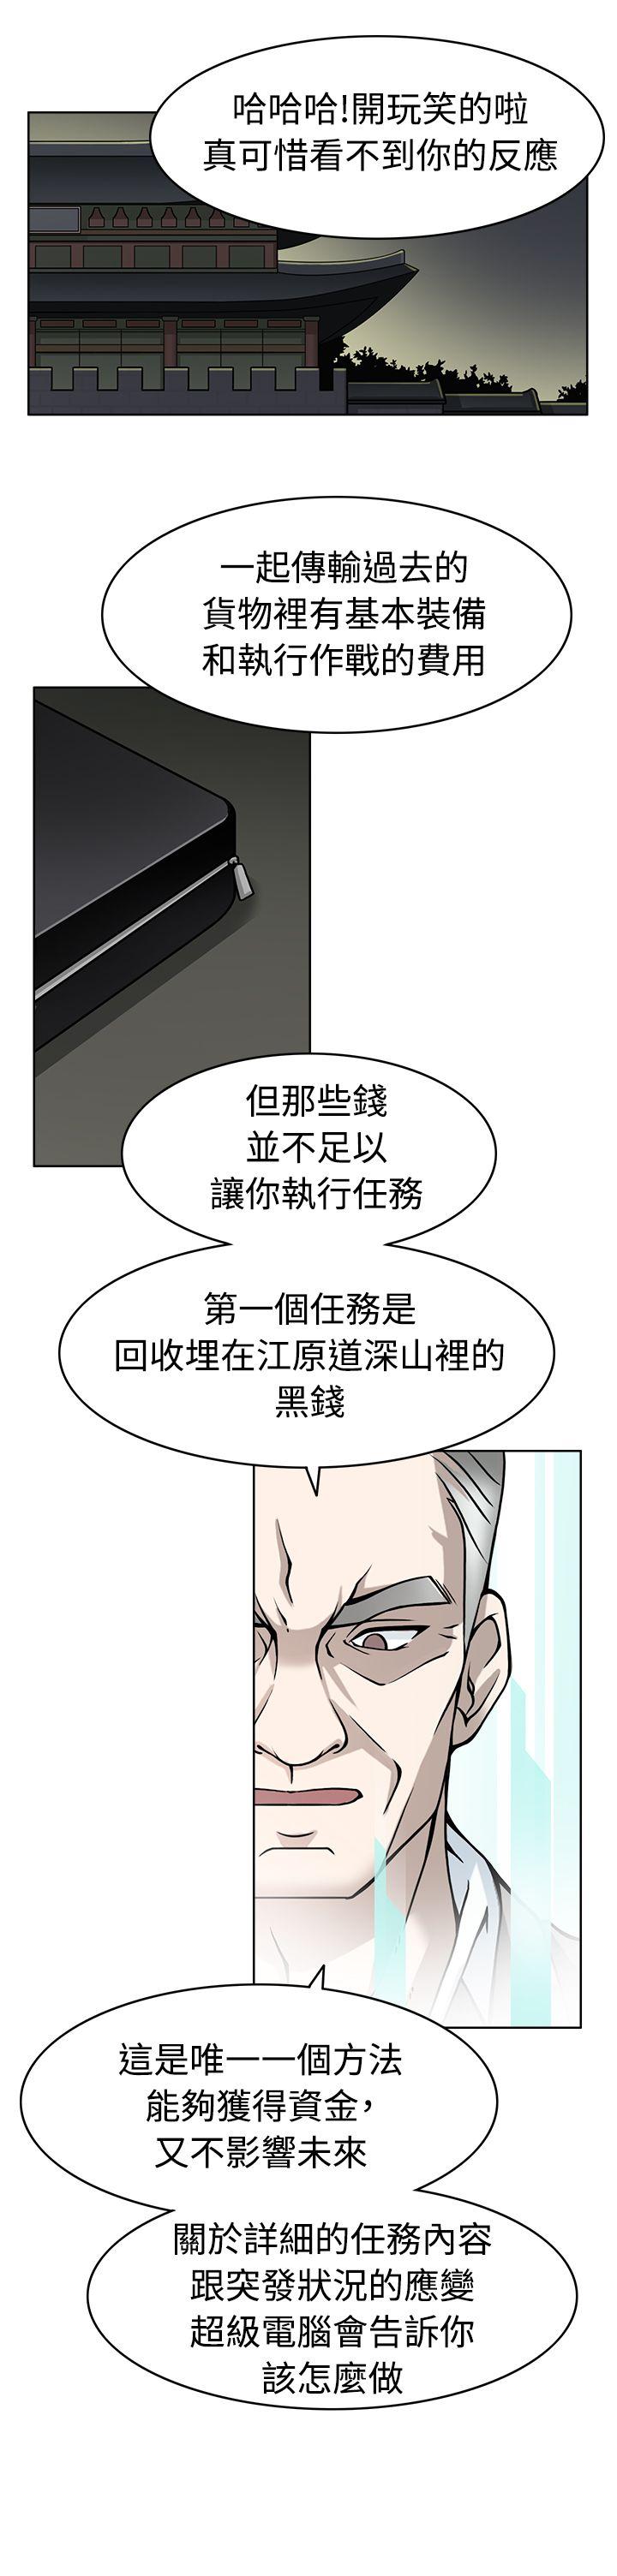 哈哈哈!開玩笑的啦
真可惜看不到你的反應
一起傳輸過去的
貨物裡有基本裝備
和執行作戰的費用
但那些錢
並不足以
讓你執行任務
第一個任務是
回收埋在江原道深山裡的
黑錢
這是唯一一個方法
能夠獲得資金,
又不影響未來
關於詳細的任務內容
跟突發狀況的應變
超級電腦會告訴你
該怎麼做